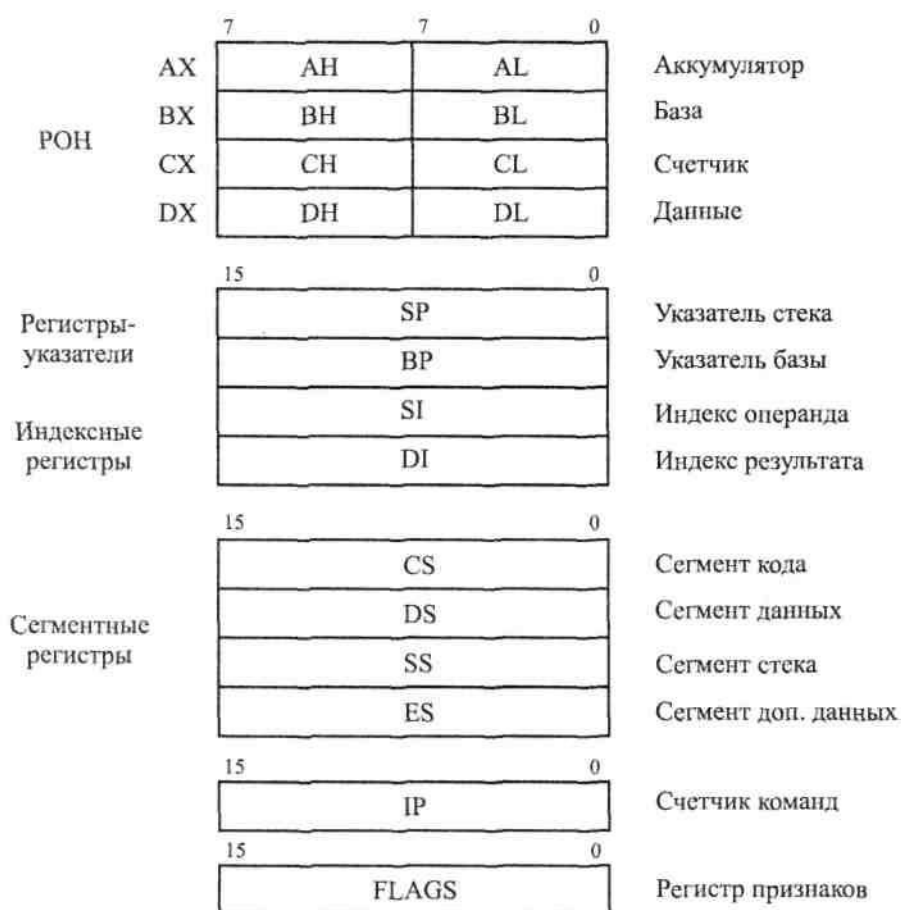 7 7 0
AX AH AL Аккумулятор
BX BH BL База
РОН
CX CH CL Счетчик
DX DH DL Данные
15 0
SP Указатель стека
Регистры-
указатели
BP Указатель базы
SI Индекс операнда
Индексные
регистры
DI Индекс результата
15 0
CS Сегмент кода
DS Сегмент данных
Сегментные
регистры
SS Сегмент стека
ES Сегмент доп. данных
15 0
IP Счетчик команд
15 0
FLAGS Регистр признаков